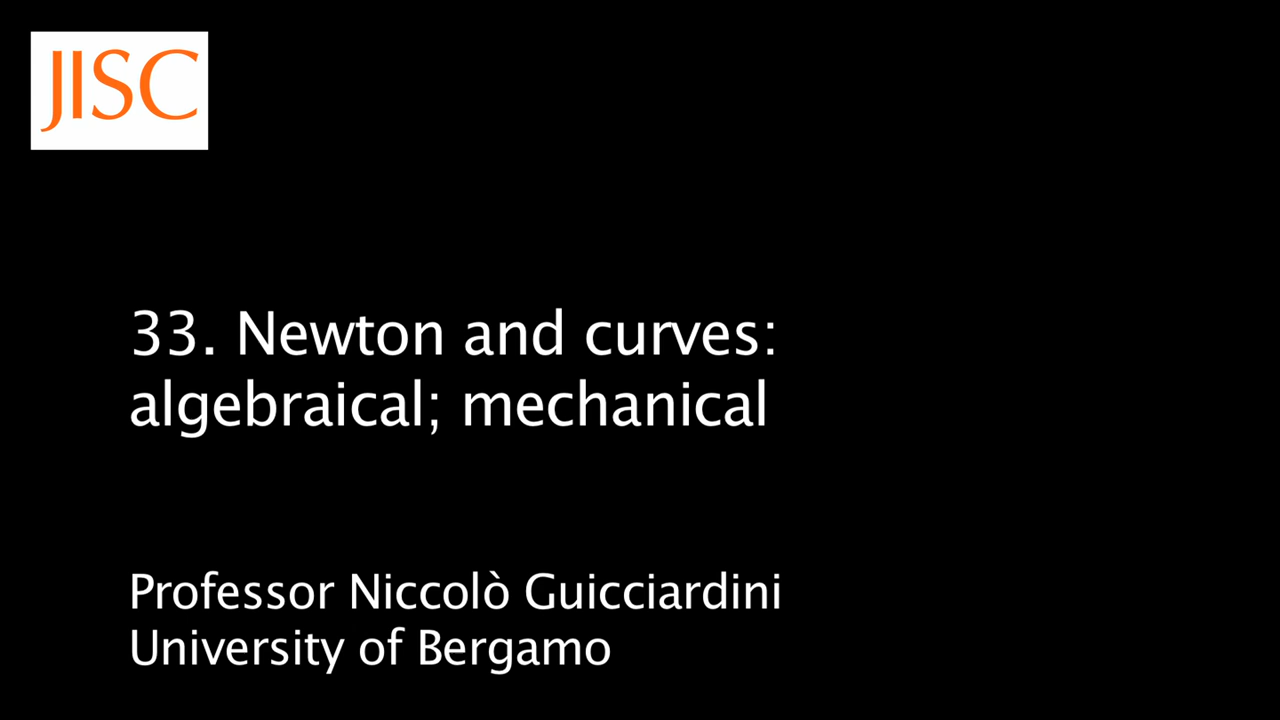 JISC
33. Newton and curves:
algebraical; mechanical
Professor Niccolò Guicciardini
University of Bergamo